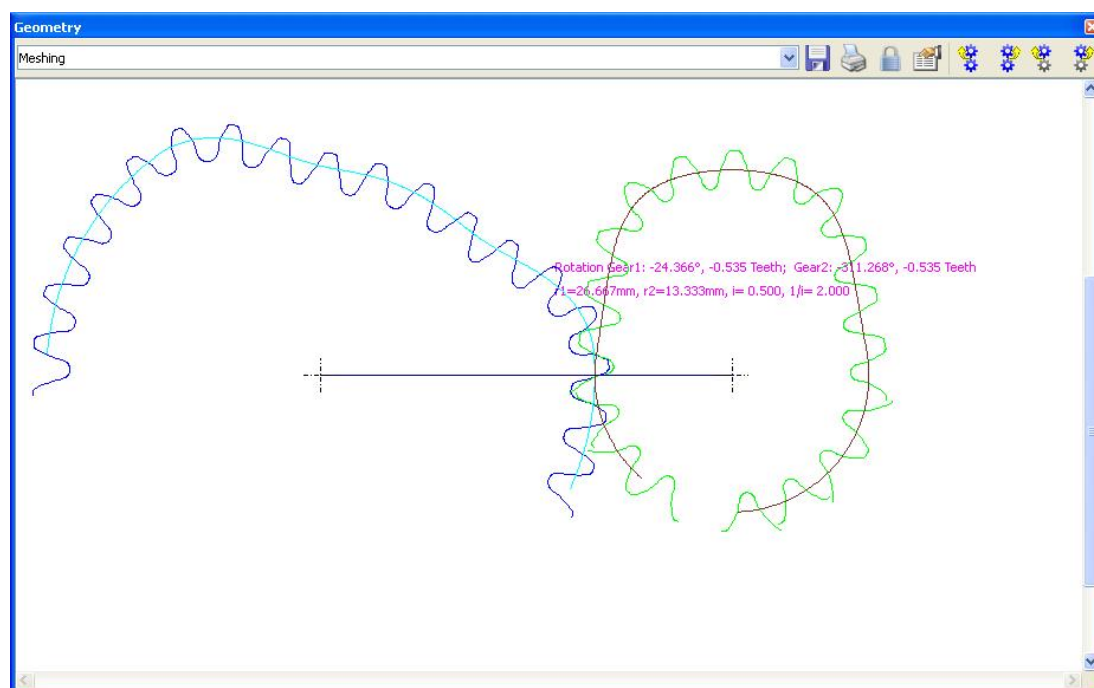 Geometry
Meshing
Rotation Gear1: -24.366°, -0.535 Teeth; Gear2: -311.268°, -0.535 Teeth
r1=26.667mm, r2=13.333mm, i= 0.500, 1/i= 2.000